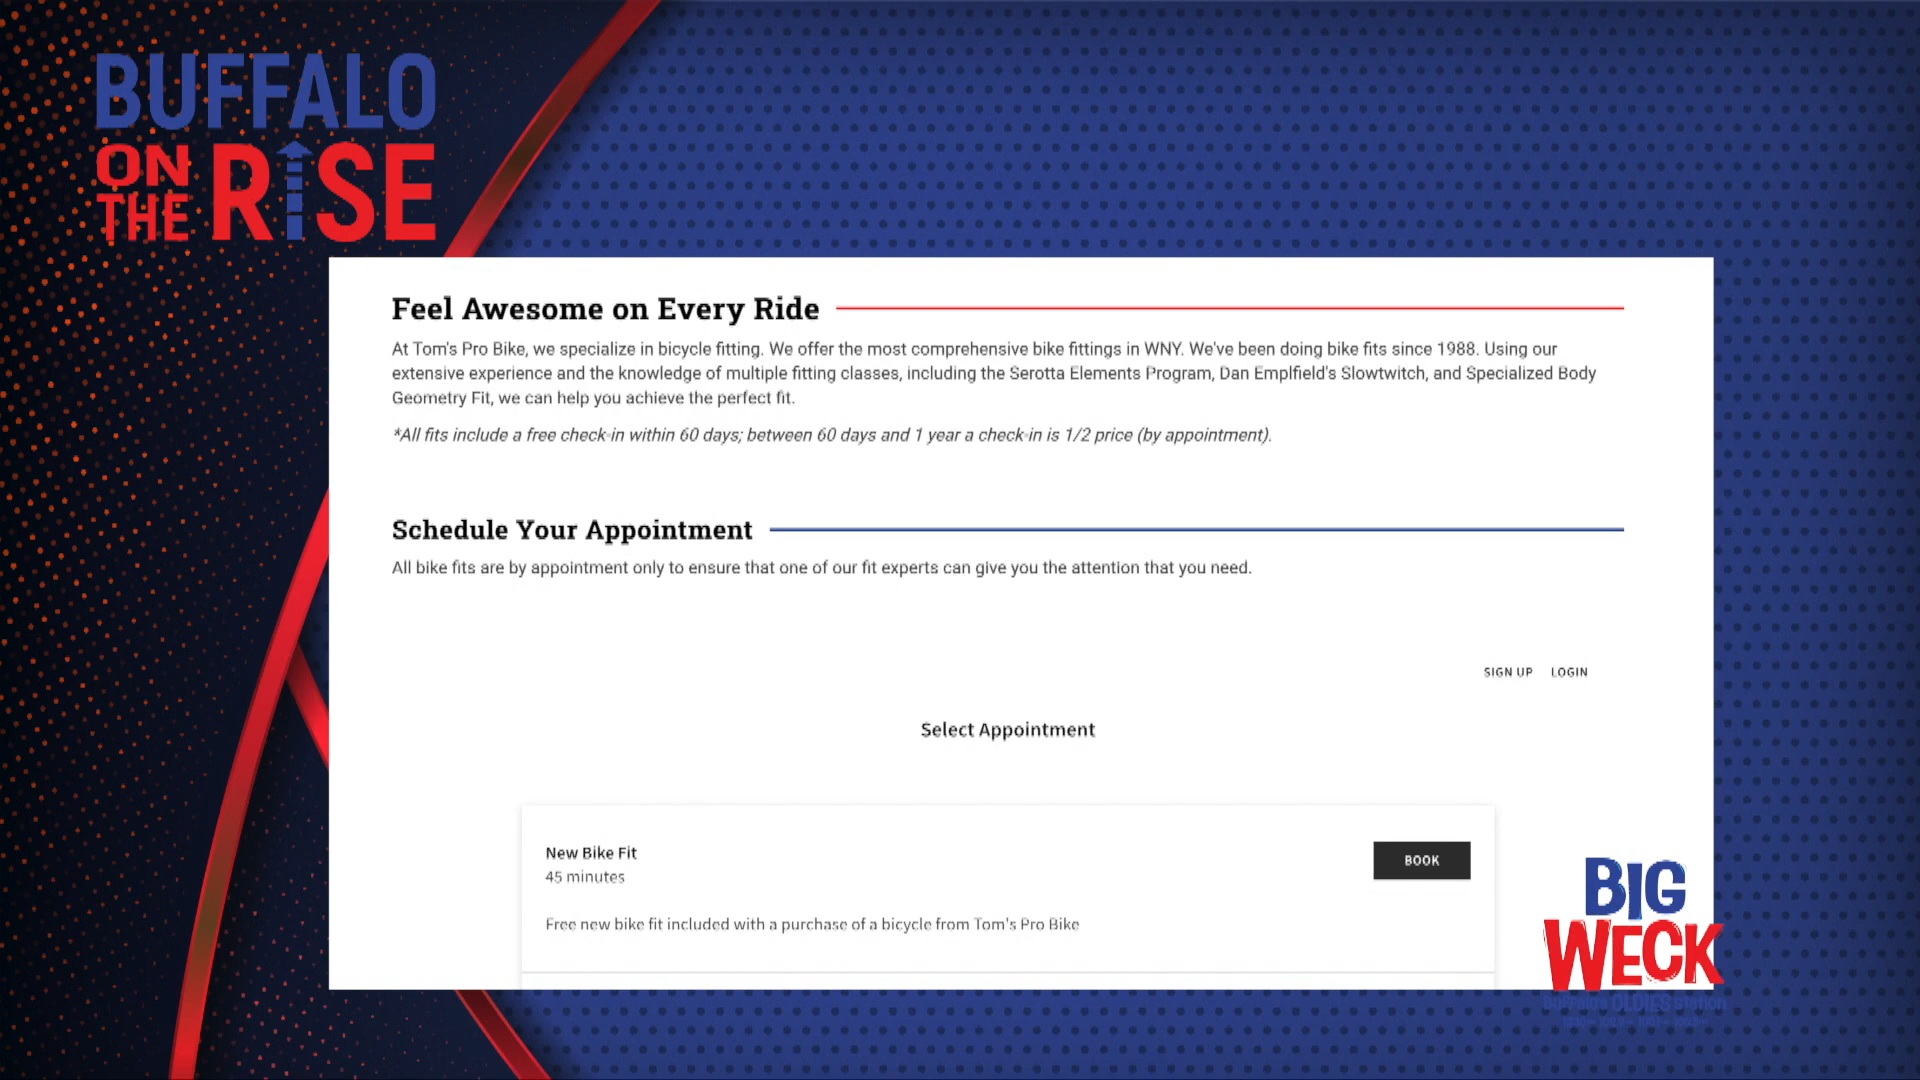 BUFFALO
ON
THE RISE
Feel Awesome on Every Ride
At Tom's Pro Bike, we specialize in bicycle fitting. We offer the most comprehensive bike fittings in WNY. We've been doing bike fits since 1988. Using our
extensive experience and the knowledge of multiple fitting classes, including the Serotta Elements Program, Dan Emplfield's Slowtwitch, and Specialized Body
Geometry Fit, we can help you achieve the perfect fit.
*All fits include a free check-in within 60 days; between 60 days and 1 year a check-in is 1/2 price (by appointment).
Schedule Your Appointment
All bike fits are by appointment only to ensure that one of our fit experts can give you the attention that you need.
SIGN UP LOGIN
Select Appointment
New Bike Fit
BOOK
45 minutes
Free new bike fit included with a purchase of a bicycle from Tom's Pro Bike
BIG
WECK
Buffalo's OLDIES Station